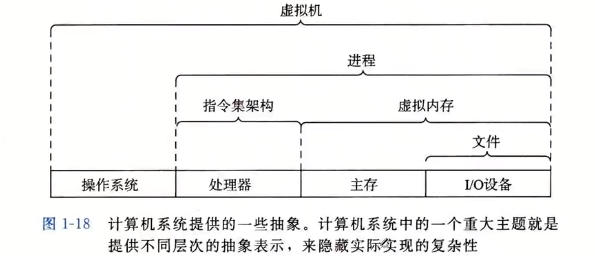 虚拟机
进程
指令集架构 虚拟内存
文件
操作系统 处理器 主存 I/O设备
图 1-18 计算机系统提供的一些抽象。计算机系统中的一个重大主题就是
提供不同层次的抽象表示，来隐藏实际实现的复杂性